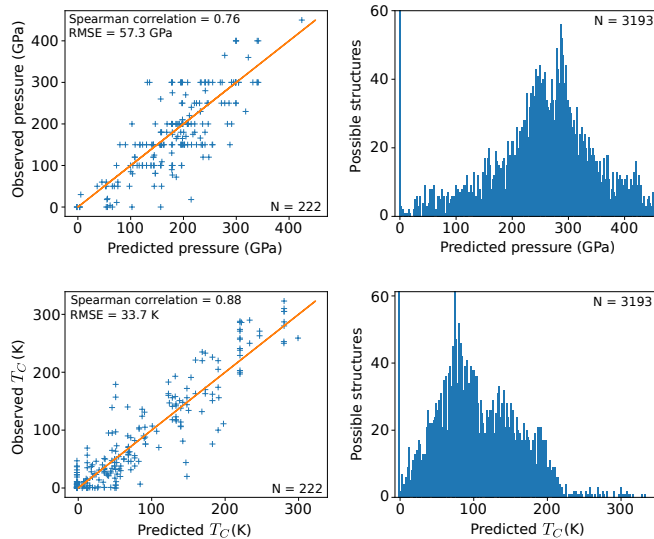 Spearman correlation = 0.76
RMSE = 57.3 GPa
400
300
200
100
0
Observed pressure (GPa)
N = 222
0 100 200 300 400
Predicted pressure (GPa)
N = 3193
60
40
20
0
Possible structures
0 100 200 300 400
Predicted pressure (GPa)
Spearman correlation = 0.88
RMSE = 33.7 K
300
200
100
0
Observed T_C(K)
N = 222
0 100 200 300
Predicted T_C(K)
N = 3193
60
40
20
0
Possible structures
0 100 200 300
Predicted T_C(K)